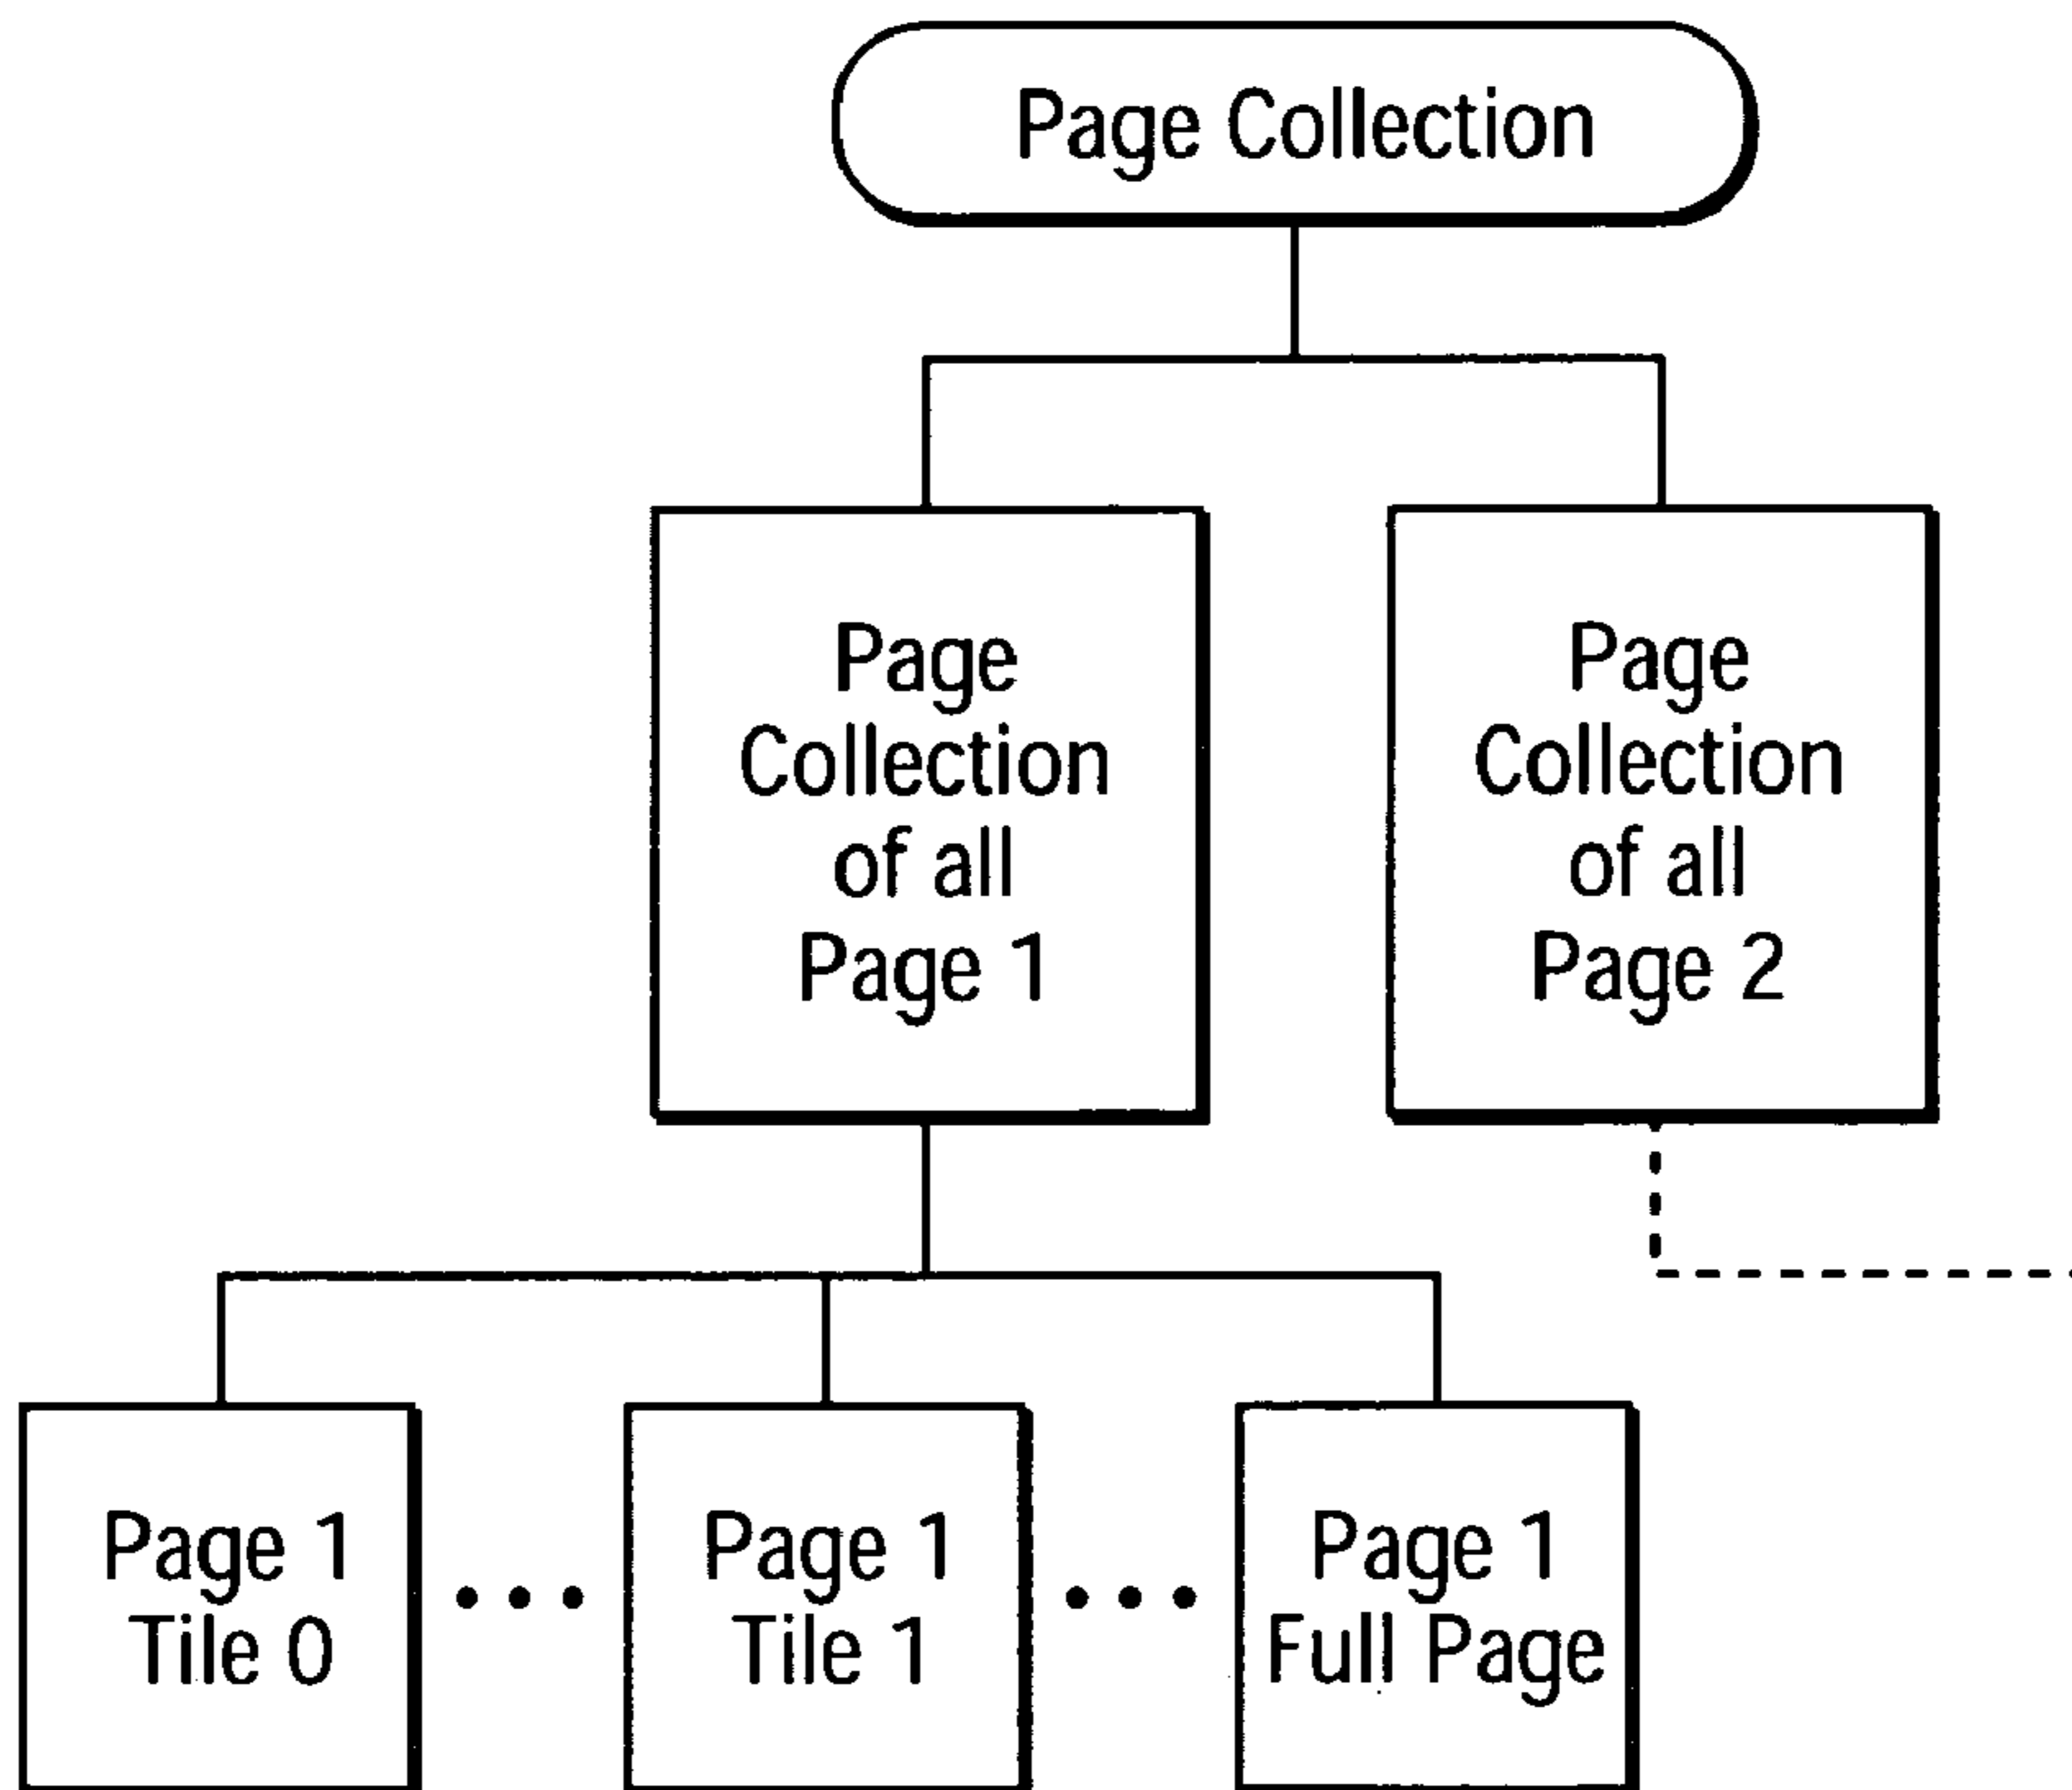 Page Collection
Page
Collection
of all
Page 1
Page
Collection
of all
Page 2
Page 1
Tile 0
Page 1
Tile 1
Page 1
Full Page